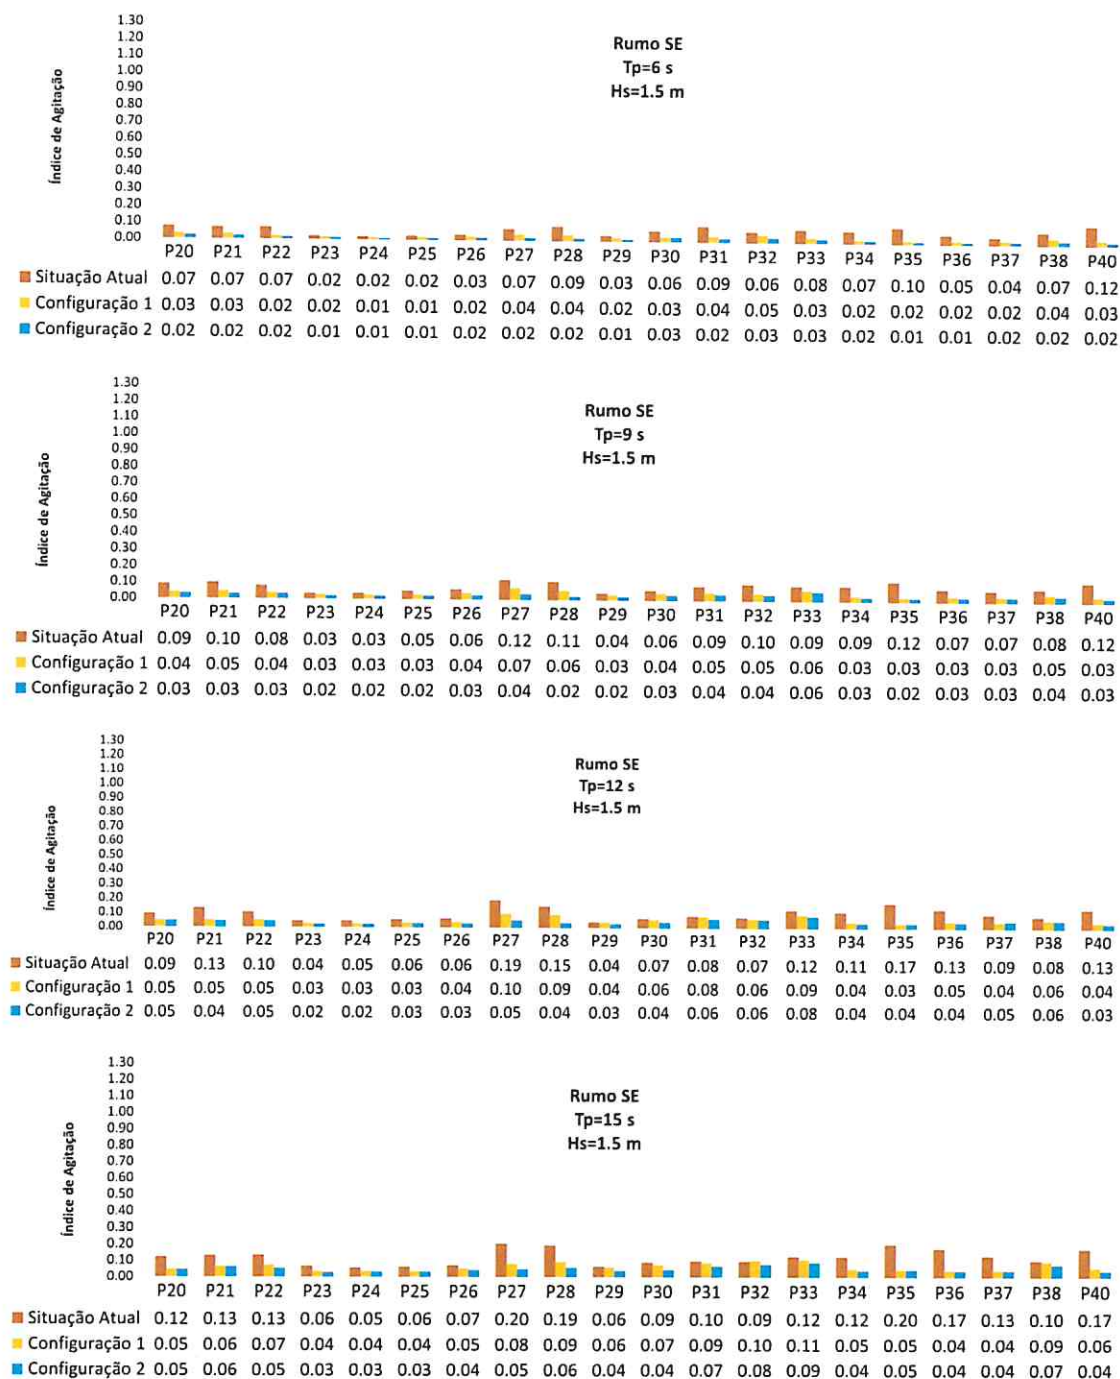 1.30
1.20
1.10
1.00
0.90
0.80
0.70
0.60
0.50
0.40
0.30
0.20
0.10
0.00
Índice de Agitação
Rumo SE
Tp=6 s
Hs=1.5 m
P20 P21 P22 P23 P24 P25 P26 P27 P28 P29 P30 P31 P32 P33 P34 P35 P36 P37 P38 P40
Situação Atual 0.07 0.07 0.07 0.02 0.02 0.02 0.03 0.07 0.09 0.03 0.06 0.09 0.06 0.08 0.07 0.10 0.05 0.04 0.07 0.12
Configuração 1 0.03 0.03 0.02 0.02 0.01 0.01 0.02 0.04 0.04 0.02 0.03 0.04 0.05 0.03 0.02 0.02 0.02 0.02 0.04 0.03
Configuração 2 0.02 0.02 0.02 0.01 0.01 0.01 0.02 0.02 0.02 0.01 0.03 0.02 0.03 0.03 0.02 0.01 0.01 0.02 0.02 0.02
1.30
1.20
1.10
1.00
0.90
0.80
0.70
0.60
0.50
0.40
0.30
0.20
0.10
0.00
Índice de Agitação
Rumo SE
Tp=9 s
Hs=1.5 m
P20 P21 P22 P23 P24 P25 P26 P27 P28 P29 P30 P31 P32 P33 P34 P35 P36 P37 P38 P40
Situação Atual 0.09 0.10 0.08 0.03 0.03 0.05 0.06 0.12 0.11 0.04 0.06 0.09 0.10 0.09 0.09 0.12 0.07 0.07 0.08 0.12
Configuração 1 0.04 0.05 0.04 0.03 0.03 0.03 0.04 0.07 0.06 0.03 0.04 0.05 0.05 0.06 0.03 0.03 0.03 0.03 0.05 0.03
Configuração 2 0.03 0.03 0.03 0.02 0.02 0.02 0.03 0.04 0.02 0.02 0.03 0.04 0.04 0.06 0.03 0.02 0.03 0.03 0.04 0.03
1.30
1.20
1.10
1.00
0.90
0.80
0.70
0.60
0.50
0.40
0.30
0.20
0.10
0.00
Índice de Agitação
Rumo SE
Tp=12 s
Hs=1.5 m
P20 P21 P22 P23 P24 P25 P26 P27 P28 P29 P30 P31 P32 P33 P34 P35 P36 P37 P38 P40
Situação Atual 0.09 0.13 0.10 0.04 0.05 0.06 0.06 0.19 0.15 0.04 0.07 0.08 0.07 0.12 0.11 0.17 0.13 0.09 0.08 0.13
Configuração 1 0.05 0.05 0.05 0.03 0.03 0.03 0.04 0.10 0.09 0.04 0.06 0.08 0.06 0.09 0.04 0.03 0.05 0.04 0.06 0.04
Configuração 2 0.05 0.04 0.05 0.02 0.02 0.03 0.03 0.05 0.04 0.03 0.04 0.06 0.06 0.08 0.04 0.04 0.04 0.05 0.06 0.03
1.30
1.20
1.10
1.00
0.90
0.80
0.70
0.60
0.50
0.40
0.30
0.20
0.10
0.00
Índice de Agitação
Rumo SE
Tp=15 s
Hs=1.5 m
P20 P21 P22 P23 P24 P25 P26 P27 P28 P29 P30 P31 P32 P33 P34 P35 P36 P37 P38 P40
Situação Atual 0.12 0.13 0.13 0.06 0.05 0.06 0.07 0.20 0.19 0.06 0.09 0.10 0.09 0.12 0.12 0.20 0.17 0.13 0.10 0.17
Configuração 1 0.05 0.06 0.07 0.04 0.04 0.04 0.05 0.08 0.09 0.06 0.07 0.09 0.10 0.11 0.05 0.05 0.04 0.04 0.09 0.06
Configuração 2 0.05 0.06 0.05 0.03 0.03 0.03 0.04 0.05 0.06 0.04 0.04 0.07 0.08 0.09 0.04 0.05 0.04 0.04 0.07 0.04